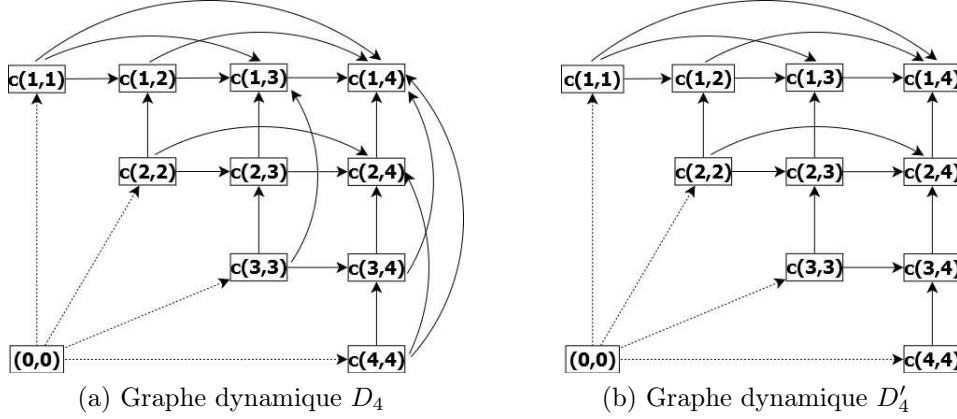 c(1,1) c(1,2) c(1,3) c(1,4) c(1,1) c(1,2) c(1,3) c(1,4)
c(2,2) c(2,3) c(2,4) c(2,2) c(2,3) c(2,4)
c(3,3) c(3,4) c(3,3) c(3,4)
(0,0) c(4,4) (0,0) c(4,4)
(a) Graphe dynamique D₄ (b) Graphe dynamique D′₄